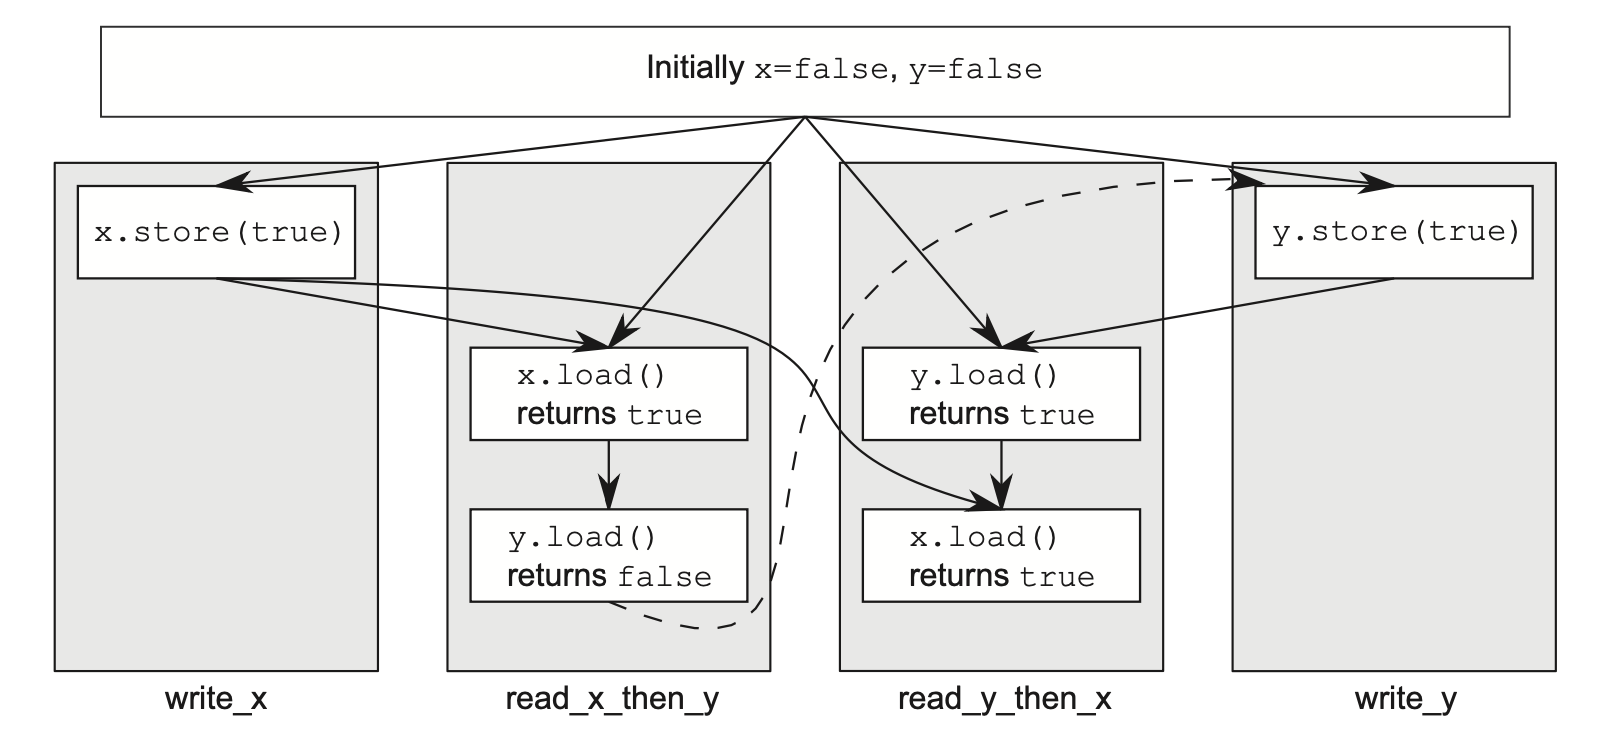 Initially x=false, y=false
x.store(true)
y.store(true)
x.load()
returns true
y.load()
returns true
y.load()
returns false
x.load()
returns true
write_x
read_x_then_y
read_y_then_x
write_y